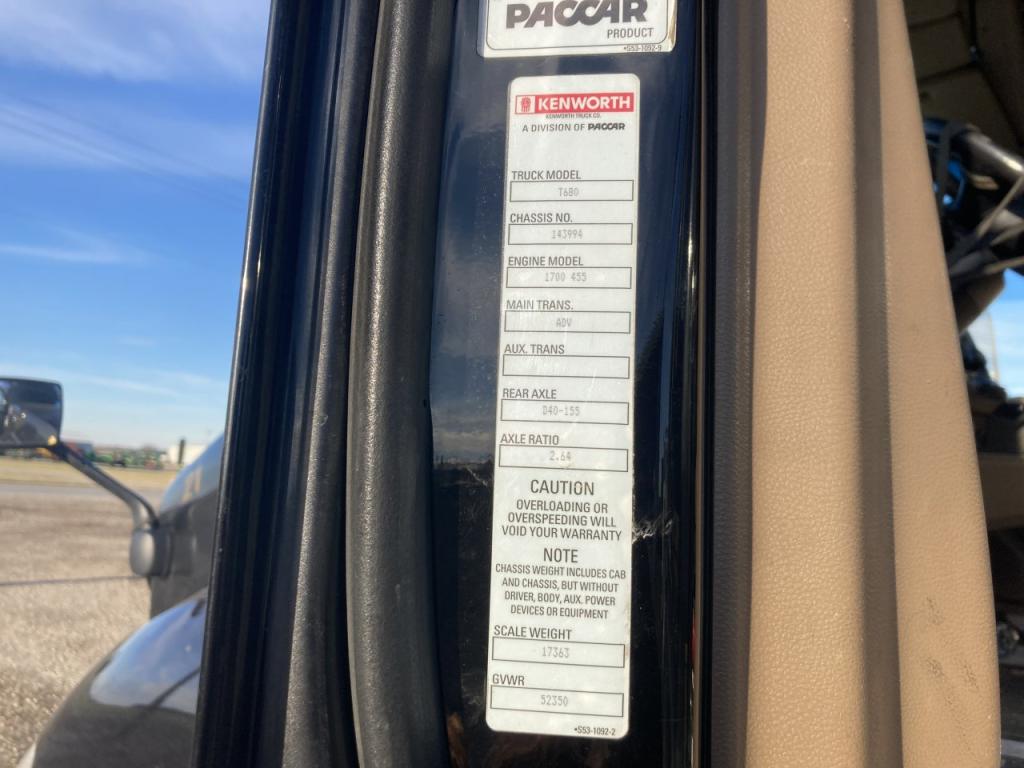 PACCAR
PRODUCT
•S53-1092-9
KENWORTH
KENWORTH TRUCK CO.
A DIVISION OF PACCAR
TRUCK MODEL
T680
CHASSIS NO.
143994
ENGINE MODEL
1700 455
MAIN TRANS.
ADV
AUX. TRANS
REAR AXLE
D40-155
AXLE RATIO
2.64
CAUTION
OVERLOADING OR
OVERSPEEDING WILL
VOID YOUR WARRANTY
NOTE
CHASSIS WEIGHT INCLUDES CAB
AND CHASSIS, BUT WITHOUT
DRIVER, BODY, AUX. POWER
DEVICES OR EQUIPMENT
SCALE WEIGHT
17363
GVWR
52350
•S53-1092-2